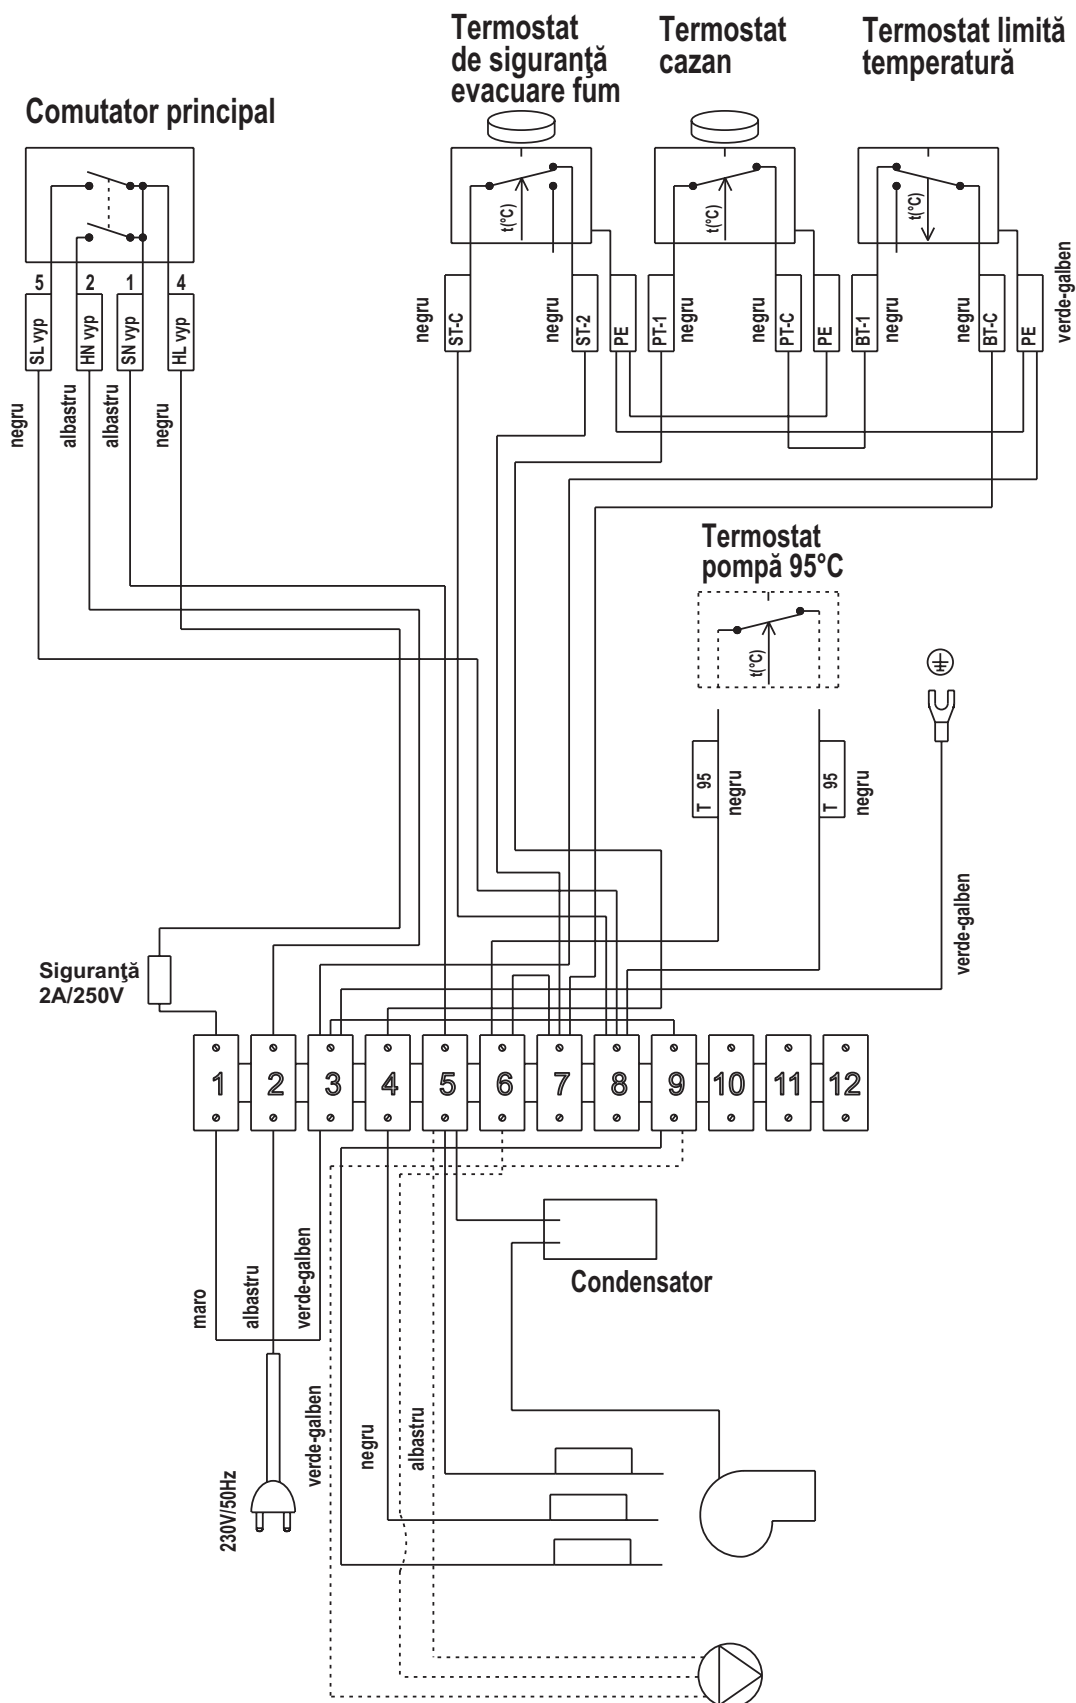 Termostat
de siguranţă
evacuare fum
Termostat
cazan
Termostat limită
temperatură
Comutator principal
t(°C)
t(°C)
t(°C)
5
2
1
4
SL vyp
HN vyp
SN vyp
HL vyp
negru
albastru
albastru
negru
negru
ST-C
negru
ST-2
PE
PT-1
negru
negru
PT-C
PE
BT-1
negru
negru
BT-C
PE
verde-galben
Termostat
pompă 95°C
t(°C)
T 95
negru
T 95
negru
verde-galben
Siguranţă
2A/250V
1
2
3
4
5
6
7
8
9
10
11
12
maro
albastru
verde-galben
Condensator
verde-galben
negru
albastru
230V/50Hz